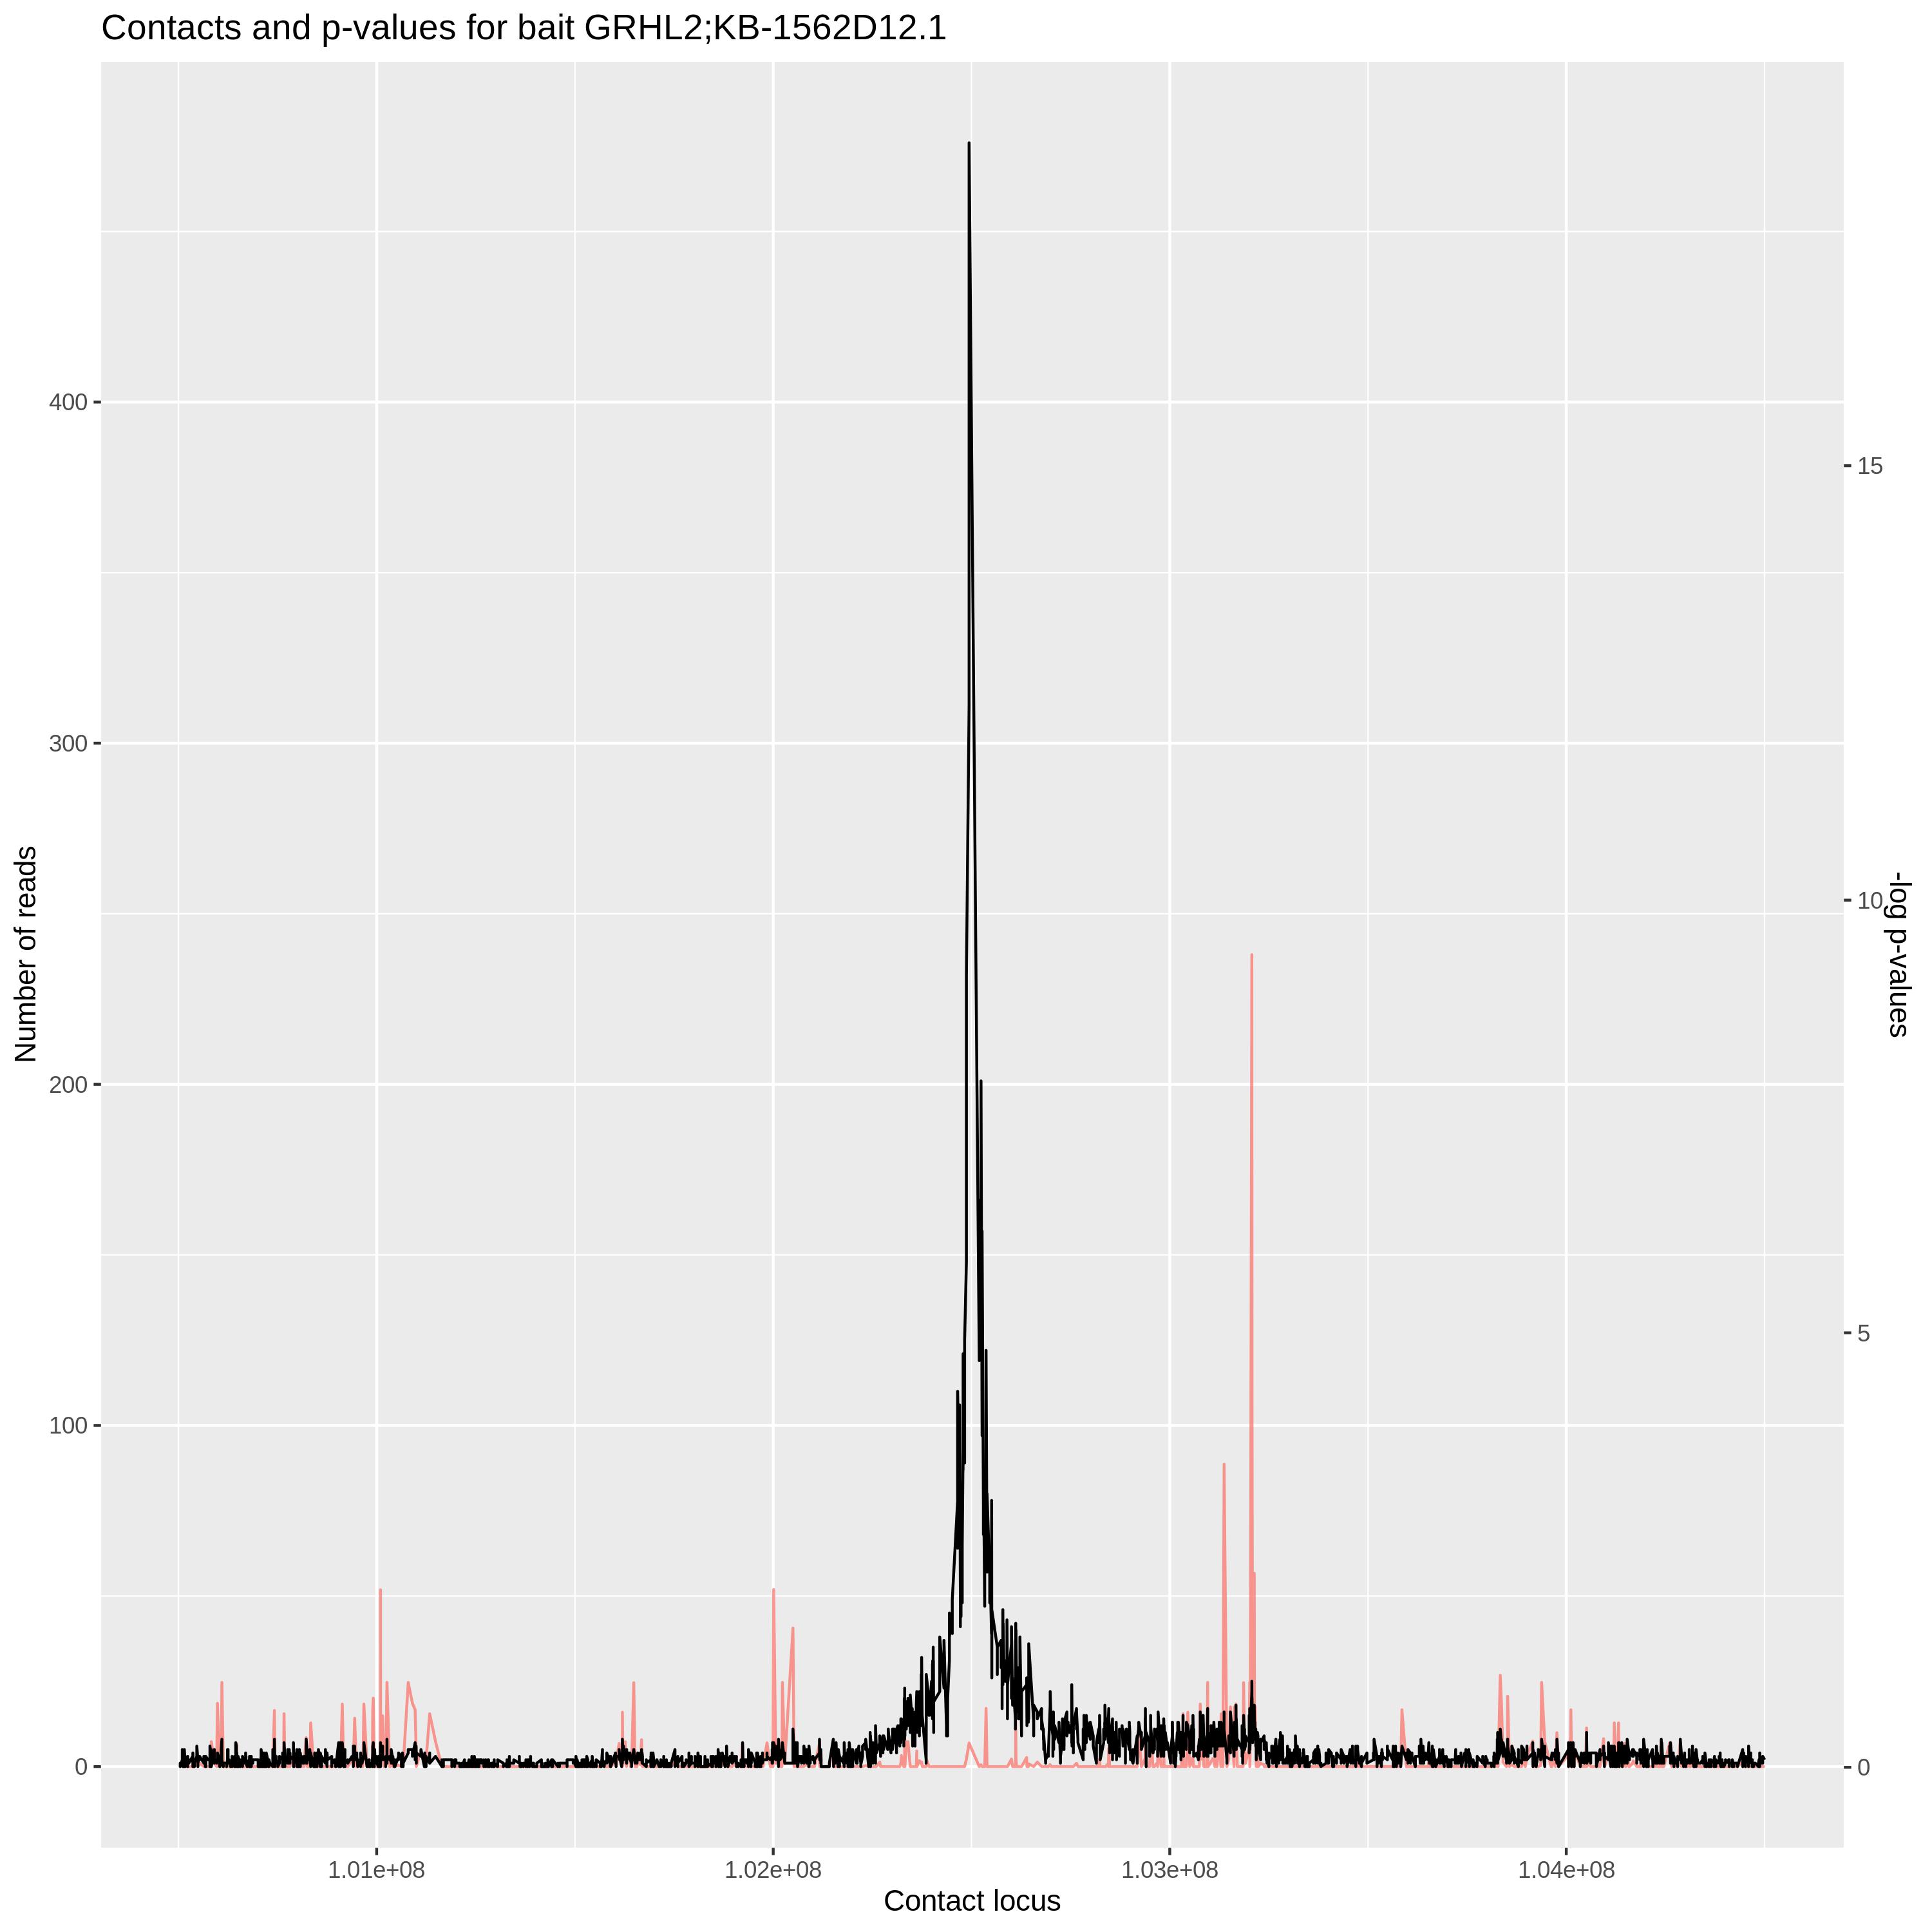 Contacts and p-values for bait GRHL2;KB-1562D12.1
400
300
200
100
0
Number of reads
15
10
5
0
-log p-values
1.01e+08
1.02e+08
1.03e+08
1.04e+08
Contact locus